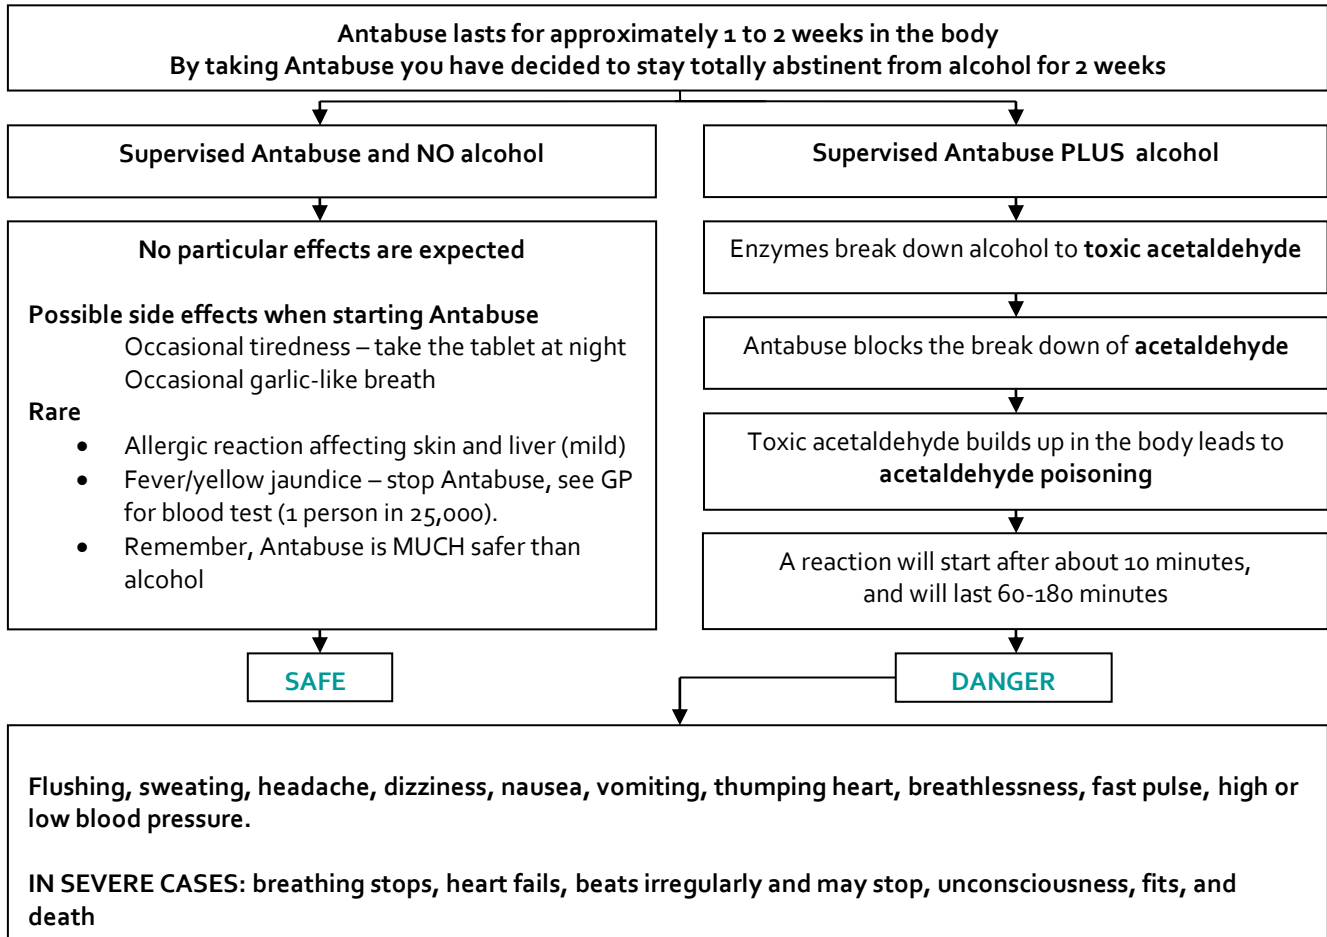 Antabuse lasts for approximately 1 to 2 weeks in the body
By taking Antabuse you have decided to stay totally abstinent from alcohol for 2 weeks
Supervised Antabuse and NO alcohol
No particular effects are expected
Possible side effects when starting Antabuse
Occasional tiredness – take the tablet at night
Occasional garlic-like breath
Rare
• Allergic reaction affecting skin and liver (mild)
• Fever/yellow jaundice – stop Antabuse, see GP
for blood test (1 person in 25,000).
• Remember, Antabuse is MUCH safer than
alcohol
SAFE
Supervised Antabuse PLUS alcohol
Enzymes break down alcohol to toxic acetaldehyde
Antabuse blocks the break down of acetaldehyde
Toxic acetaldehyde builds up in the body leads to
acetaldehyde poisoning
A reaction will start after about 10 minutes,
and will last 60-180 minutes
DANGER
Flushing, sweating, headache, dizziness, nausea, vomiting, thumping heart, breathlessness, fast pulse, high or
low blood pressure.
IN SEVERE CASES: breathing stops, heart fails, beats irregularly and may stop, unconsciousness, fits, and
death